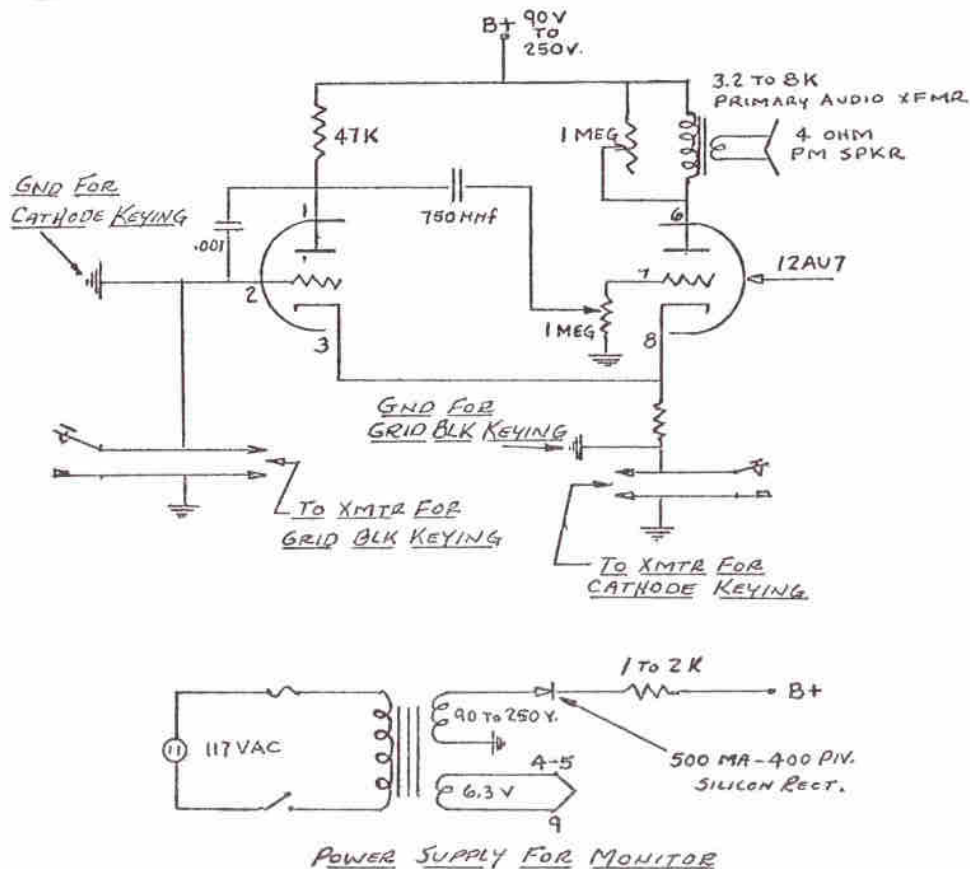 B+ 90V
TO
250V.
3.2 TO 8K
PRIMARY AUDIO XFMR
47K
1 MEG
4 OHM
PM SPKR
GND FOR
CATHODE KEYING
1
750 MMf
6
.001
7
12AU7
2
1 MEG
3
8
GND FOR
GRID BLK KEYING
TO XMTR FOR
GRID BLK KEYING
TO XMTR FOR
CATHODE KEYING
1 TO 2K
B+
90 TO 250V.
117 VAC
4-5
500 MA-400 PIV.
SILICON RECT.
6.3 V
9
POWER SUPPLY FOR MONITOR